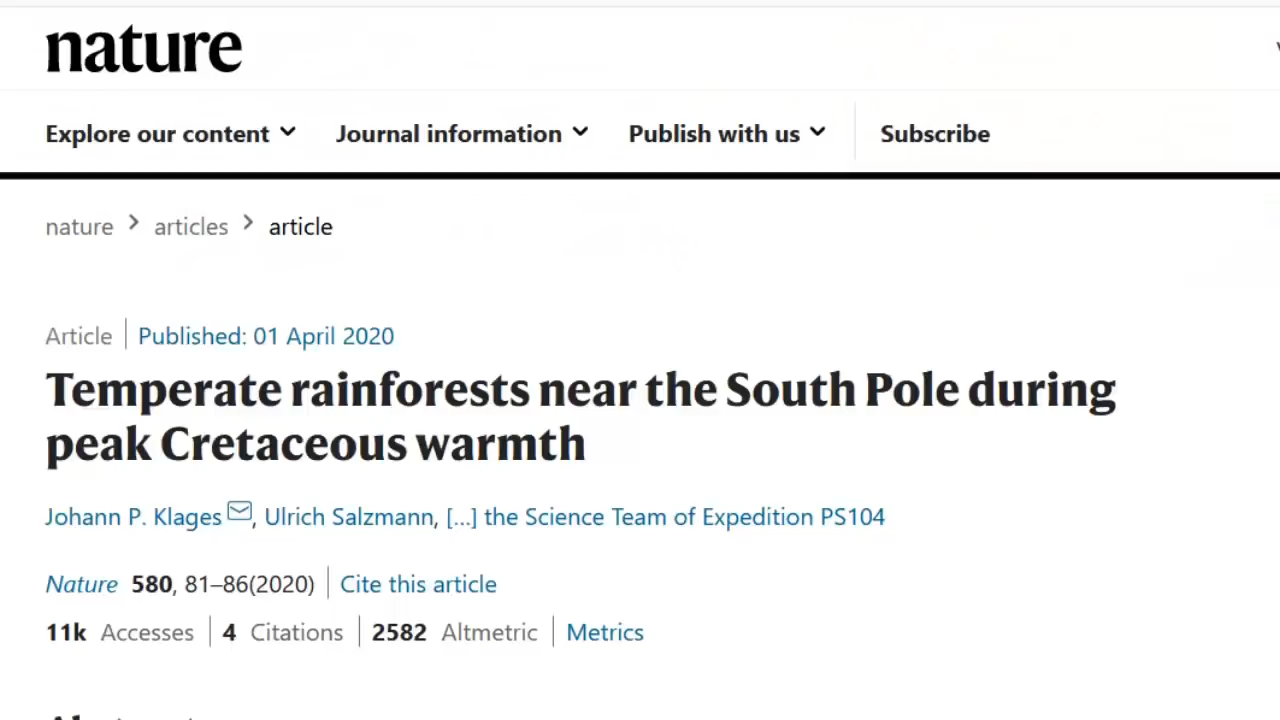 nature
Explore our content Journal information Publish with us Subscribe
nature > articles > article
Article Published: 01 April 2020
Temperate rainforests near the South Pole during
peak Cretaceous warmth
Johann P. Klages, Ulrich Salzmann, [...] the Science Team of Expedition PS104
Nature 580, 81–86(2020) Cite this article
11k Accesses 4 Citations 2582 Altmetric Metrics